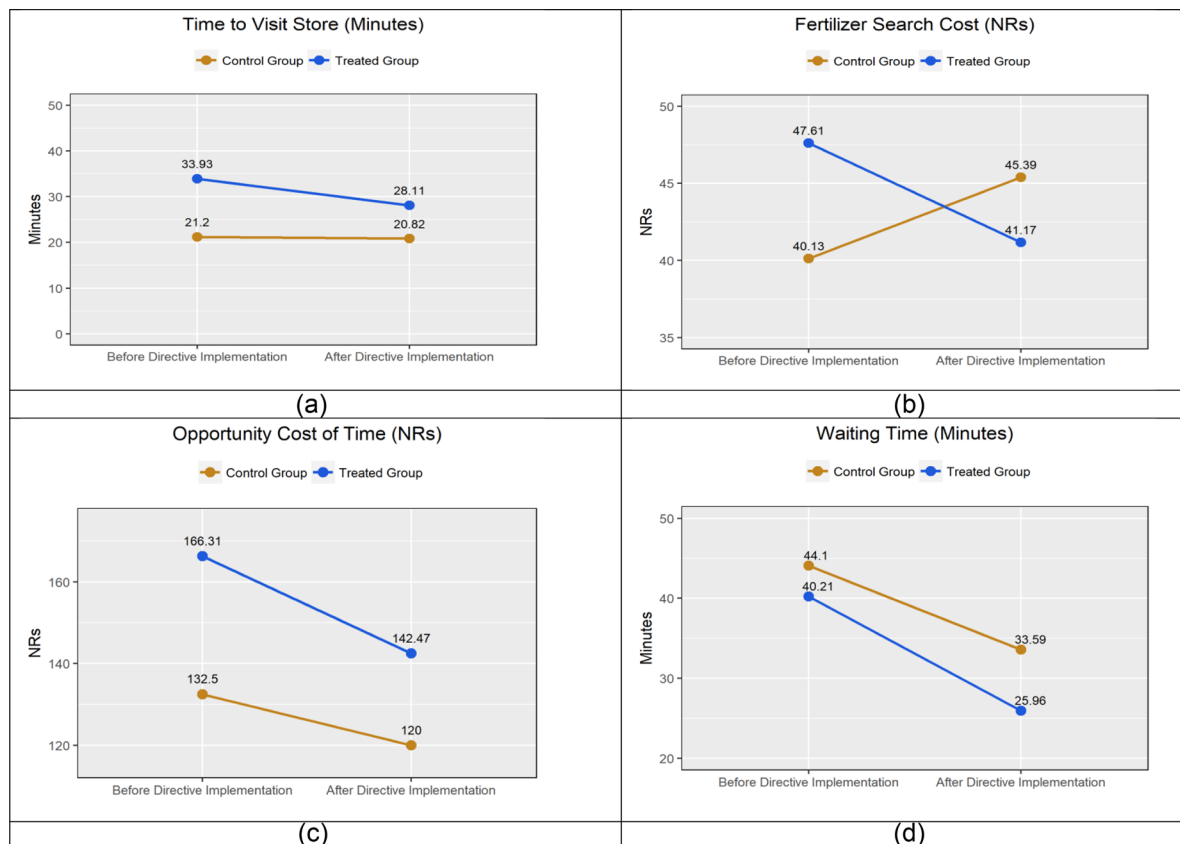 Time to Visit Store (Minutes)
Control Group Treated Group
50
40
30
20
10
0
Minutes
33.93
28.11
21.2
20.82
Before Directive Implementation After Directive Implementation
(a)
Fertilizer Search Cost (NRs)
Control Group Treated Group
50
45
40
35
NRs
47.61
45.39
40.13
41.17
Before Directive Implementation After Directive Implementation
(b)
Opportunity Cost of Time (NRs)
Control Group Treated Group
160
140
120
NRs
166.31
142.47
132.5
120
Before Directive Implementation After Directive Implementation
(c)
Waiting Time (Minutes)
Control Group Treated Group
50
40
30
20
Minutes
44.1
40.21
33.59
25.96
Before Directive Implementation After Directive Implementation
(d)